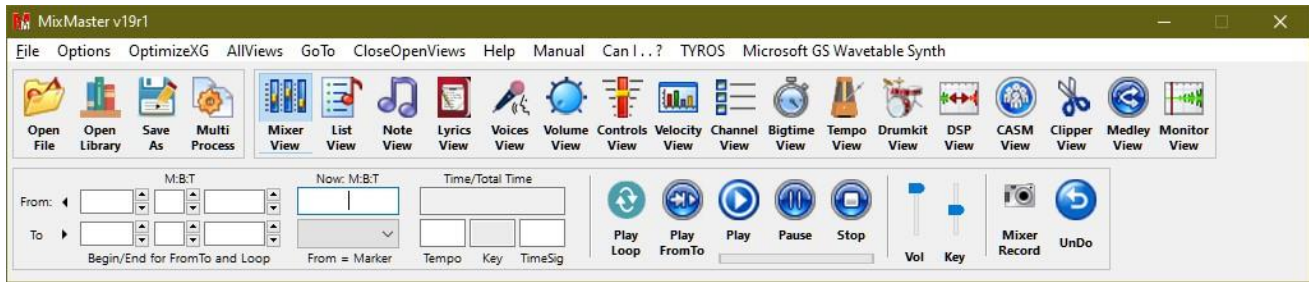 MixMaster v19r1
File Options OptimizeXG AllViews GoTo CloseOpenViews Help Manual Can I . . ? TYROS Microsoft GS Wavetable Synth
Open File
Open Library
Save As
Multi Process
Mixer View
List View
Note View
Lyrics View
Voices View
Volume View
Controls View
Velocity View
Channel View
Bigtime View
Tempo View
Drumkit View
DSP View
CASM View
Clipper View
Medley View
Monitor View
M:B:T
Now: M:B:T
Time/Total Time
From:
To
Begin/End for FromTo and Loop
From = Marker
Tempo Key TimeSig
Play Loop
Play FromTo
Play
Pause
Stop
Vol
Key
Mixer Record
UnDo